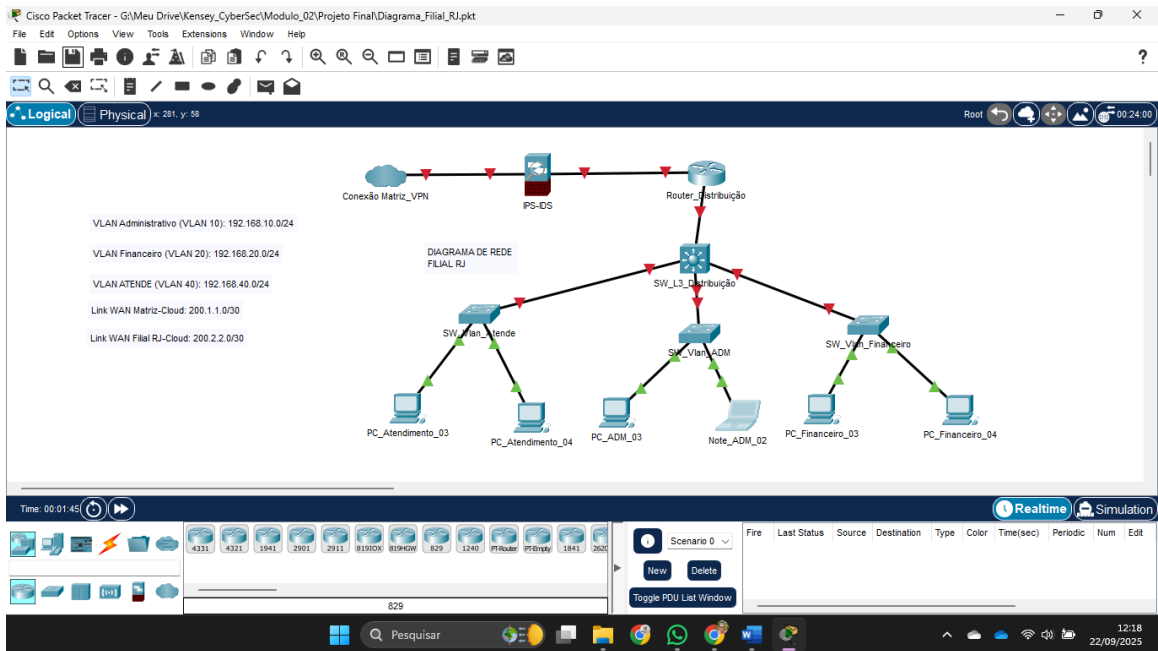 Cisco Packet Tracer - G:\Meu Drive\Kensey_CyberSec\Modulo_02\Projeto Final\Diagrama_Filial_RJ.pkt
File Edit Options View Tools Extensions Window Help
?
Logical Physical x: 281, y: 58 Root 00:24:00
Conexão Matriz_VPN
IPS-IDS
Router_Distribuição
VLAN Administrativo (VLAN 10): 192.168.10.0/24
VLAN Financeiro (VLAN 20): 192.168.20.0/24
VLAN ATENDE (VLAN 40): 192.168.40.0/24
Link WAN Matriz-Cloud: 200.1.1.0/30
Link WAN Filial RJ-Cloud: 200.2.2.0/30
DIAGRAMA DE REDE
FILIAL RJ
SW_L3_Distribuição
SW_Vlan_Atende
SW_Vlan_ADM
SW_Vlan_Financeiro
PC_Atendimento_03
PC_Atendimento_04
PC_ADM_03
Note_ADM_02
PC_Financeiro_03
PC_Financeiro_04
Time: 00:01:45 Realtime Simulation
4331 4321 1941 2901 2911 819IOX 819HGW 829 1240 PT-Router PT-Empty 1841
829
Scenario 0
New Delete
Toggle PDU List Window
Fire Last Status Source Destination Type Color Time(sec) Periodic Num Edit
Pesquisar
12:18
22/09/2025